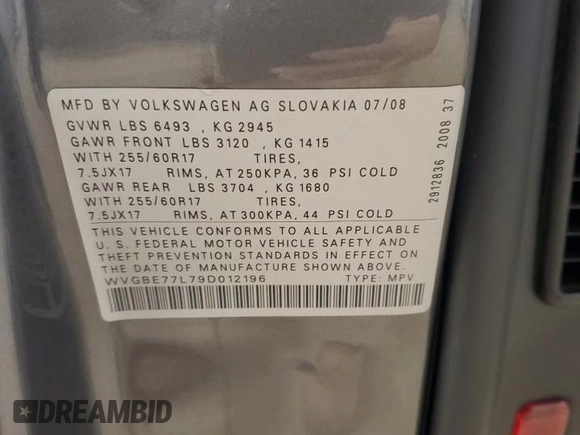 MFD BY VOLKSWAGEN AG SLOVAKIA 07/08
GVWR LBS 6493 , KG 2945
GAWR FRONT LBS 3120 , KG 1415
WITH 255/60R17 TIRES,
7.5JX17 RIMS, AT 250KPA, 36 PSI COLD
GAWR REAR LBS 3704 , KG 1680
WITH 255/60R17 TIRES,
7.5JX17 RIMS, AT 300KPA, 44 PSI COLD
THIS VEHICLE CONFORMS TO ALL APPLICABLE
U. S. FEDERAL MOTOR VEHICLE SAFETY AND
THEFT PREVENTION STANDARDS IN EFFECT ON
THE DATE OF MANUFACTURE SHOWN ABOVE
WVGBE77L79D012196 TYPE: MPV
2912836 2008 37
DREAMBID